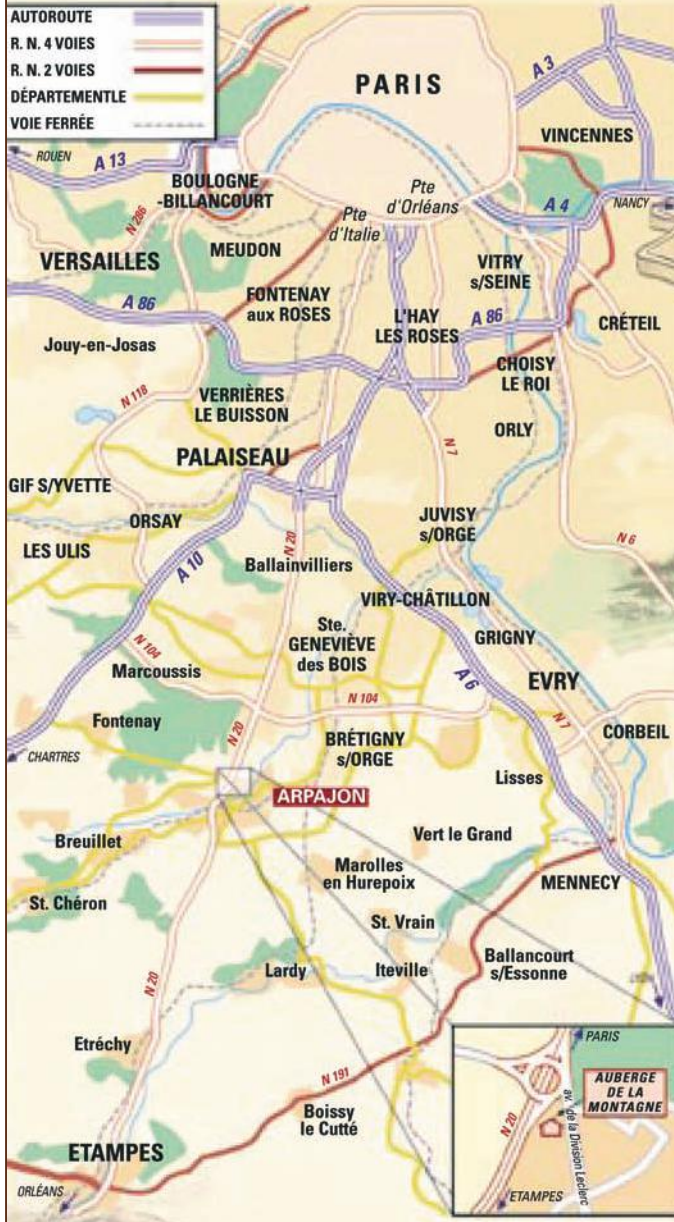 AUTOROUTE
R. N. 4 VOIES
R. N. 2 VOIES
DÉPARTEMENTLE
VOIE FERRÉE
PARIS
A 3
VINCENNES
ROUEN
A 13
BOULOGNE
-BILLANCOURT
Pte
d'Orléans
Pte
d'Italie
A 4
NANCY
N 286
MEUDON
VERSAILLES
VITRY
s/SEINE
FONTENAY
aux ROSES
A 86
L'HAY
LES ROSES
A 86
CRÉTEIL
Jouy-en-Josas
CHOISY
LE ROI
N 118
VERRIÈRES
LE BUISSON
ORLY
N 7
PALAISEAU
GIF S/YVETTE
ORSAY
JUVISY
s/ORGE
N 20
N 6
LES ULIS
A 10
Ballainvilliers
VIRY-CHÂTILLON
Ste.
GENEVIÈVE
des BOIS
GRIGNY
N 104
Marcoussis
A 6
EVRY
N 104
Fontenay
N 20
N 7
CORBEIL
BRÉTIGNY
s/ORGE
CHARTRES
Lisses
ARPAJON
Breuillet
Vert le Grand
Marolles
en Hurepoix
MENNECY
St. Chéron
St. Vrain
N 20
Lardy
Iteville
Ballancourt
s/Essonne
Etréchy
N 191
Boissy
le Cutté
ETAMPES
ORLÉANS
PARIS
AUBERGE
DE LA
MONTAGNE
N 20
av. de la Division Leclerc
ETAMPES